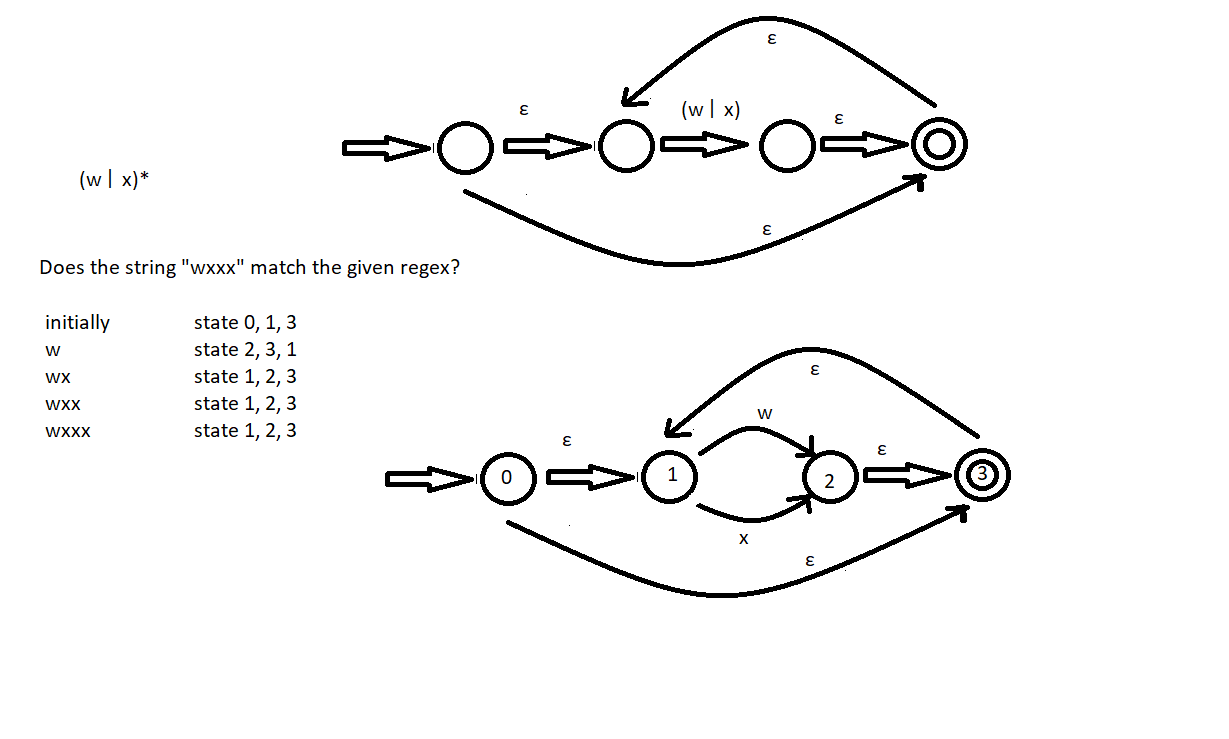 ε
ε
(w | x)
ε
(w | x)*
ε
Does the string "wxxx" match the given regex?
initially state 0, 1, 3
w state 2, 3, 1
wx state 1, 2, 3
wxx state 1, 2, 3
wxxx state 1, 2, 3
ε
w
ε
ε
0
1
2
3
x
ε